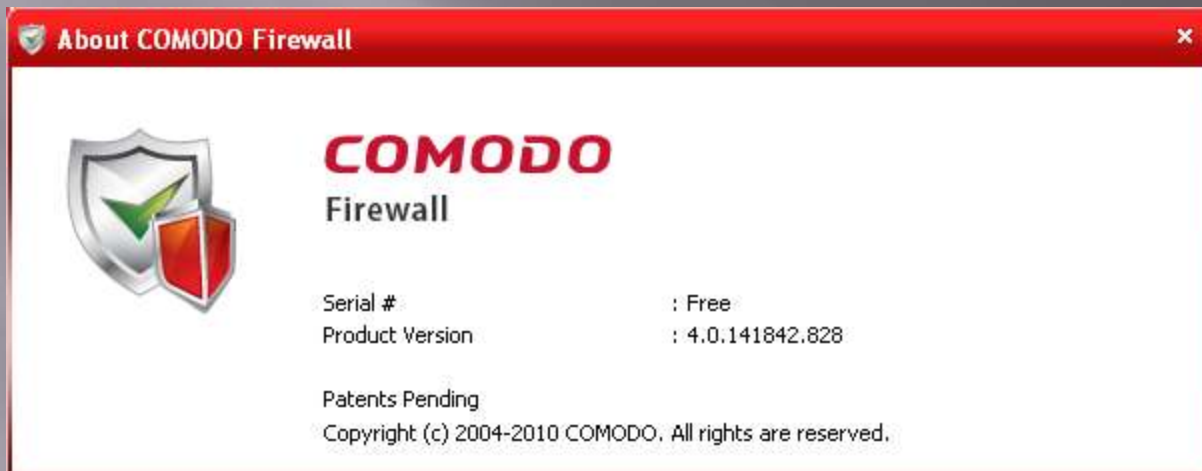 About COMODO Firewall
COMODO
Firewall
Serial # : Free
Product Version : 4.0.141842.828
Patents Pending
Copyright (c) 2004-2010 COMODO. All rights are reserved.